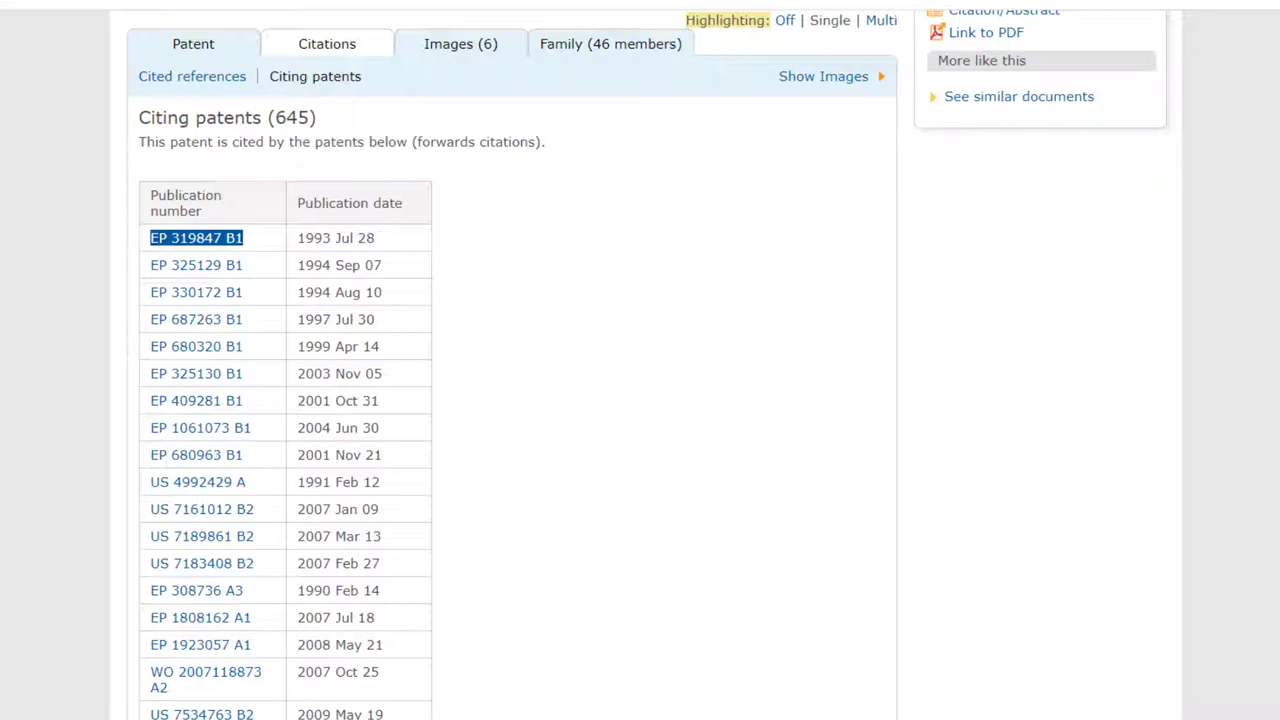 Highlighting: Off | Single | Multi
Citation/Abstract
Link to PDF
More like this
See similar documents
Patent
Citations
Images (6)
Family (46 members)
Cited references
Citing patents
Show Images
Citing patents (645)
This patent is cited by the patents below (forwards citations).
Publication number
Publication date
EP 319847 B1 1993 Jul 28
EP 325129 B1 1994 Sep 07
EP 330172 B1 1994 Aug 10
EP 687263 B1 1997 Jul 30
EP 680320 B1 1999 Apr 14
EP 325130 B1 2003 Nov 05
EP 409281 B1 2001 Oct 31
EP 1061073 B1 2004 Jun 30
EP 680963 B1 2001 Nov 21
US 4992429 A 1991 Feb 12
US 7161012 B2 2007 Jan 09
US 7189861 B2 2007 Mar 13
US 7183408 B2 2007 Feb 27
EP 308736 A3 1990 Feb 14
EP 1808162 A1 2007 Jul 18
EP 1923057 A1 2008 May 21
WO 2007118873 A2 2007 Oct 25
US 7534763 B2 2009 May 19